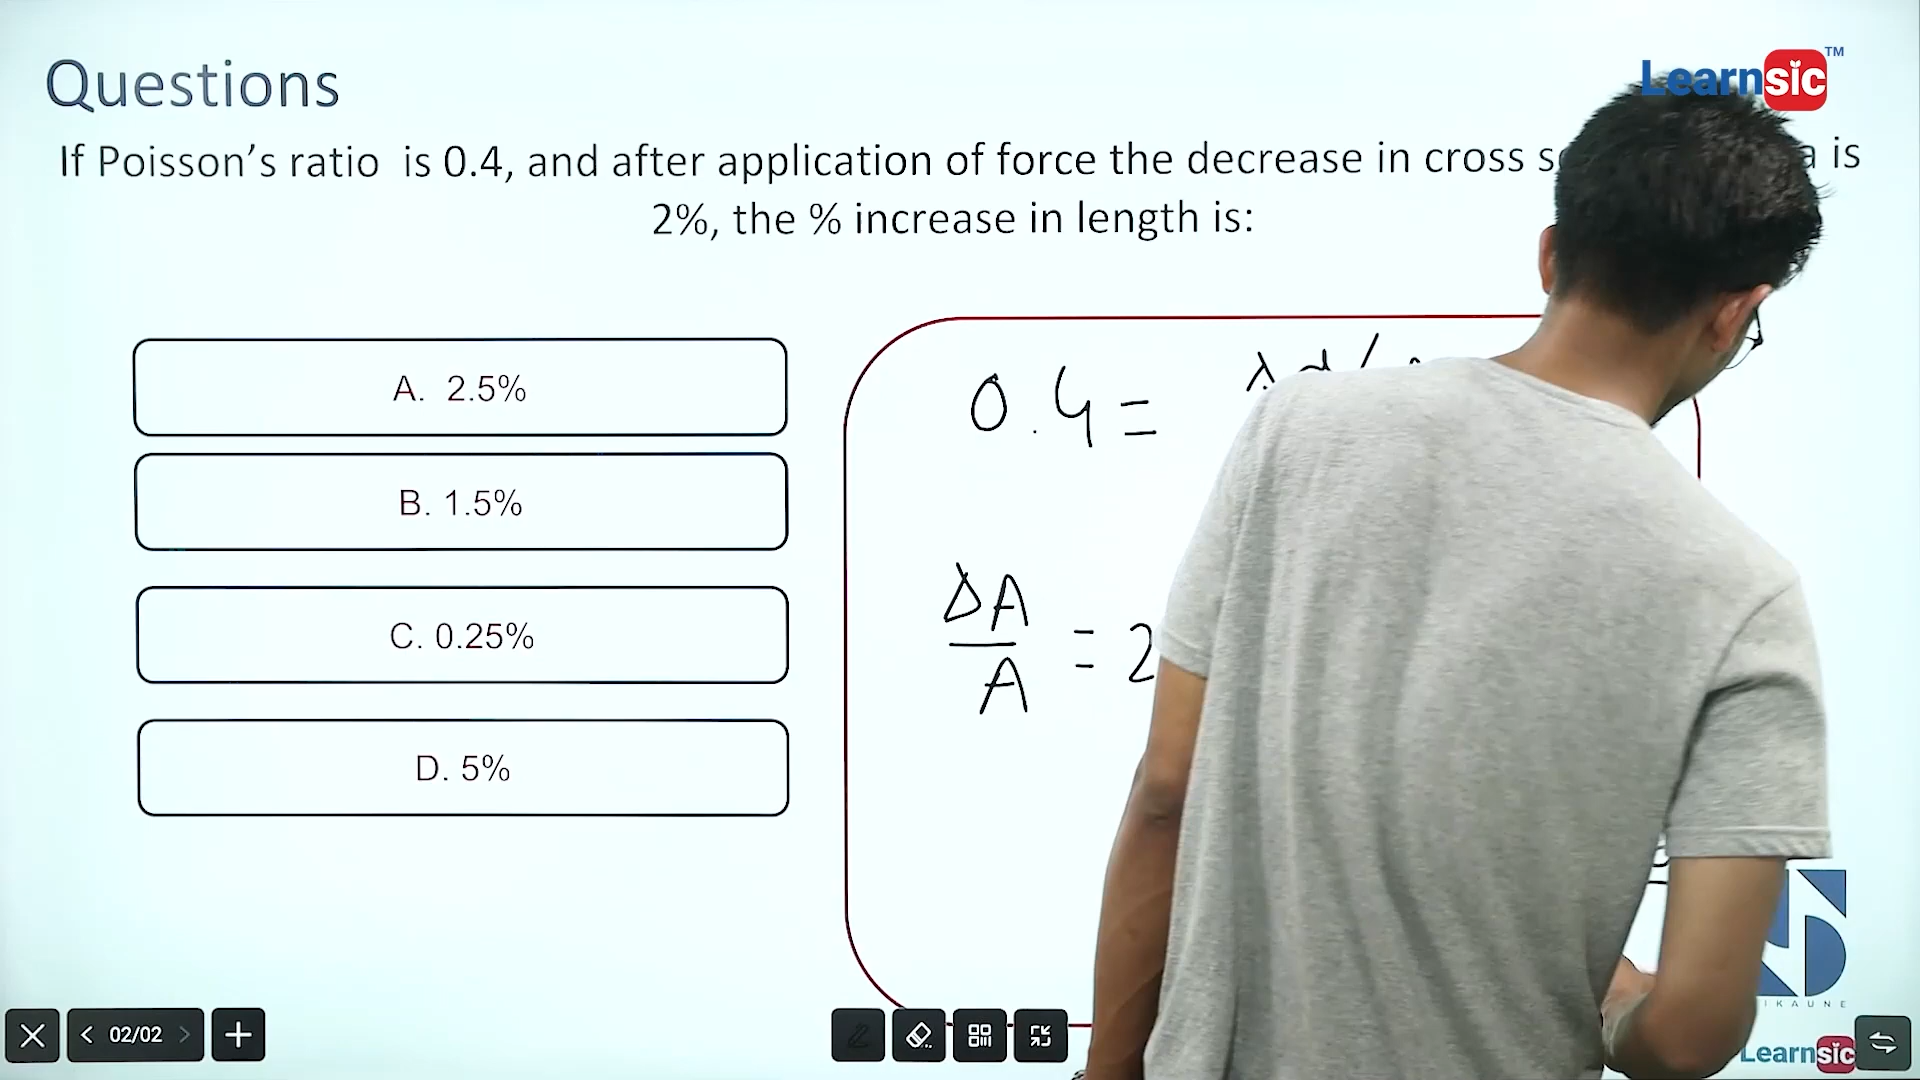 Questions
Learnsic™
If Poisson's ratio is 0.4, and after application of force the decrease in cross is
2%, the % increase in length is:
A. 2.5%
B. 1.5%
C. 0.25%
D. 5%
0.4 =
ΔA
A
= 2
02/02
IKAUNE
Learnsic